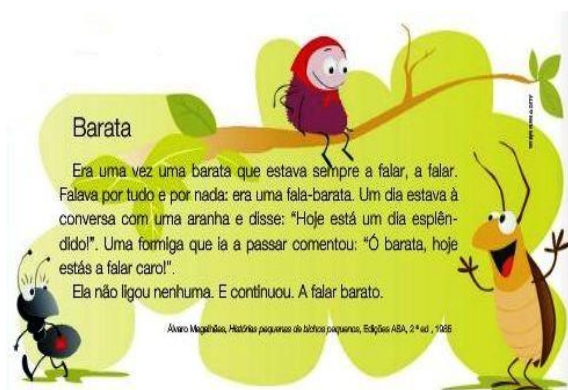 Barata
Era uma vez uma barata que estava sempre a falar, a falar.
Falava por tudo e por nada: era uma fala-barata. Um dia estava à
conversa com uma aranha e disse: “Hoje está um dia esplên-
dido!”. Uma formiga que ia a passar comentou: “Ó barata, hoje
estás a falar caro!”.
Ela não ligou nenhuma. E continuou. A falar barato.
Álvaro Magalhães, Histórias pequenas de bichos pequenos, Edições ASA, 2ª ed., 1985